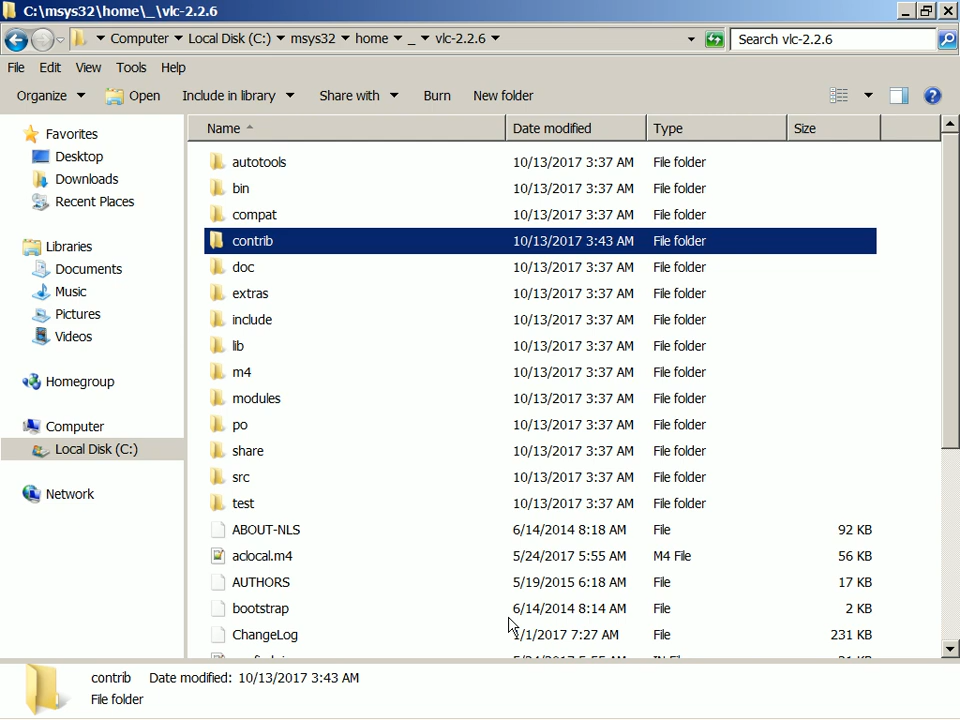 C:\msys32\home\_\vlc-2.2.6
Computer Local Disk (C:) msys32 home _ vlc-2.2.6 Search vlc-2.2.6
File Edit View Tools Help
Organize Open Include in library Share with Burn New folder
Favorites
Desktop
Downloads
Recent Places
Libraries
Documents
Music
Pictures
Videos
Homegroup
Computer
Local Disk (C:)
Network
Name Date modified Type Size
autotools 10/13/2017 3:37 AM File folder
bin 10/13/2017 3:37 AM File folder
compat 10/13/2017 3:37 AM File folder
contrib 10/13/2017 3:43 AM File folder
doc 10/13/2017 3:37 AM File folder
extras 10/13/2017 3:37 AM File folder
include 10/13/2017 3:37 AM File folder
lib 10/13/2017 3:37 AM File folder
m4 10/13/2017 3:37 AM File folder
modules 10/13/2017 3:37 AM File folder
po 10/13/2017 3:37 AM File folder
share 10/13/2017 3:37 AM File folder
src 10/13/2017 3:37 AM File folder
test 10/13/2017 3:37 AM File folder
ABOUT-NLS 6/14/2014 8:18 AM File 92 KB
aclocal.m4 5/24/2017 5:55 AM M4 File 56 KB
AUTHORS 5/19/2015 6:18 AM File 17 KB
bootstrap 6/14/2014 8:14 AM File 2 KB
ChangeLog /1/2017 7:27 AM File 231 KB
contrib Date modified: 10/13/2017 3:43 AM
File folder